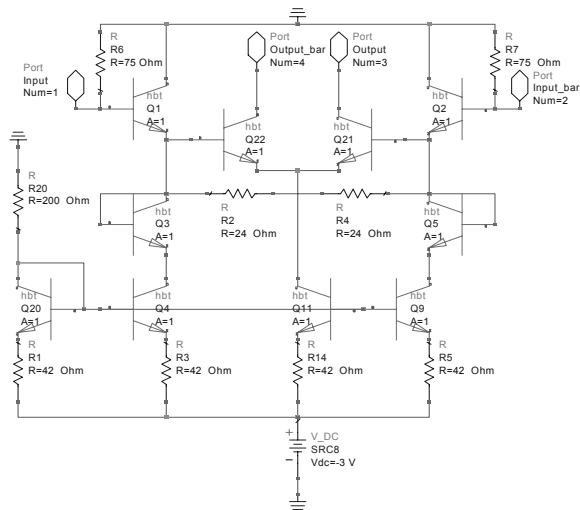 R
R6
R=75 Ohm
Port
Output_bar
Num=4
Port
Output
Num=3
R
R7
R=75 Ohm
Port
Input
Num=1
Port
Input_bar
Num=2
hbt
Q1
A=1
hbt
Q22
A=1
hbt
Q21
A=1
hbt
Q2
A=1
R
R20
R=200 Ohm
R
R2
R=24 Ohm
R
R4
R=24 Ohm
hbt
Q3
A=1
hbt
Q5
A=1
hbt
Q20
A=1
hbt
Q4
A=1
hbt
Q11
A=1
hbt
Q9
A=1
R
R1
R=42 Ohm
R
R3
R=42 Ohm
R
R14
R=42 Ohm
R
R5
R=42 Ohm
+
V_DC
SRC8
Vdc=-3 V
−